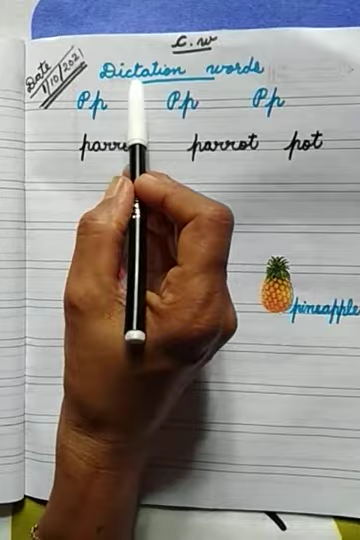 C.W
Date
1/10/2021
Dictation words
Pp Pp Pp
parrot pot
pineapple